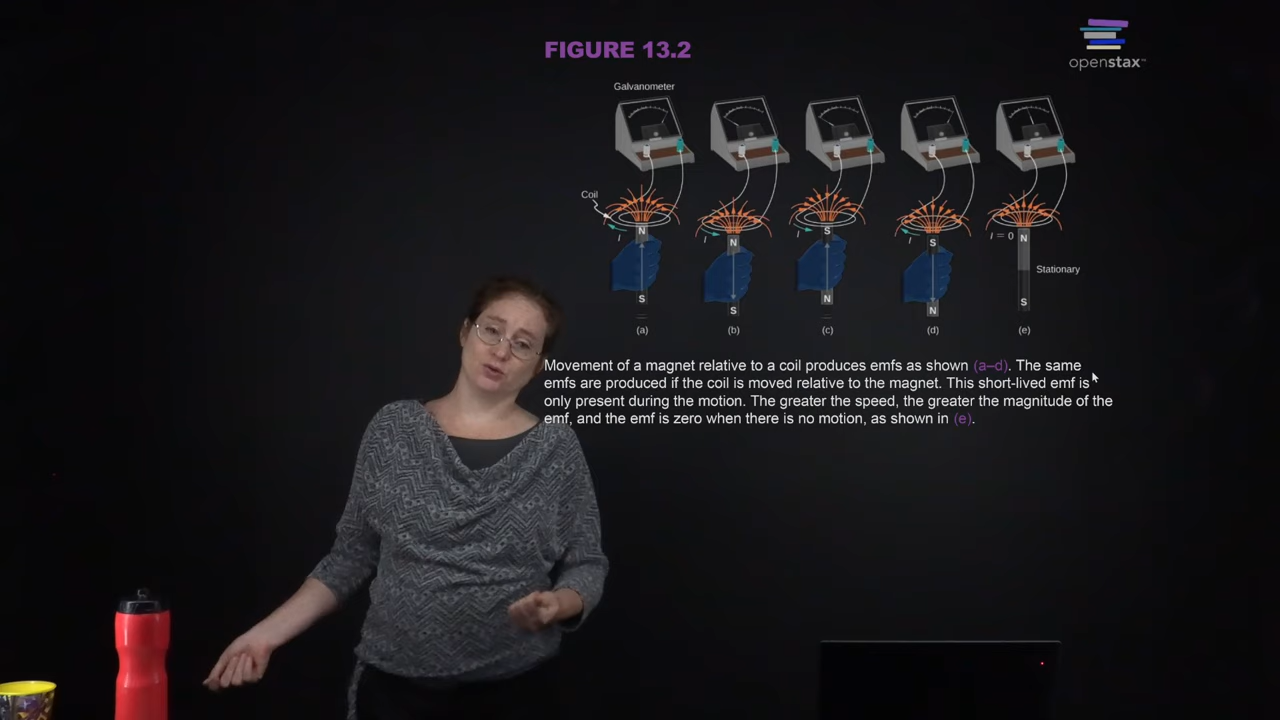 FIGURE 13.2
openstax™
Galvanometer
Coil
I
I
I
I
I = 0
N
N
S
S
N
Stationary
S
S
N
N
S
(a)
(b)
(c)
(d)
(e)
Movement of a magnet relative to a coil produces emfs as shown (a–d). The same
emfs are produced if the coil is moved relative to the magnet. This short-lived emf is
only present during the motion. The greater the speed, the greater the magnitude of the
emf, and the emf is zero when there is no motion, as shown in (e).